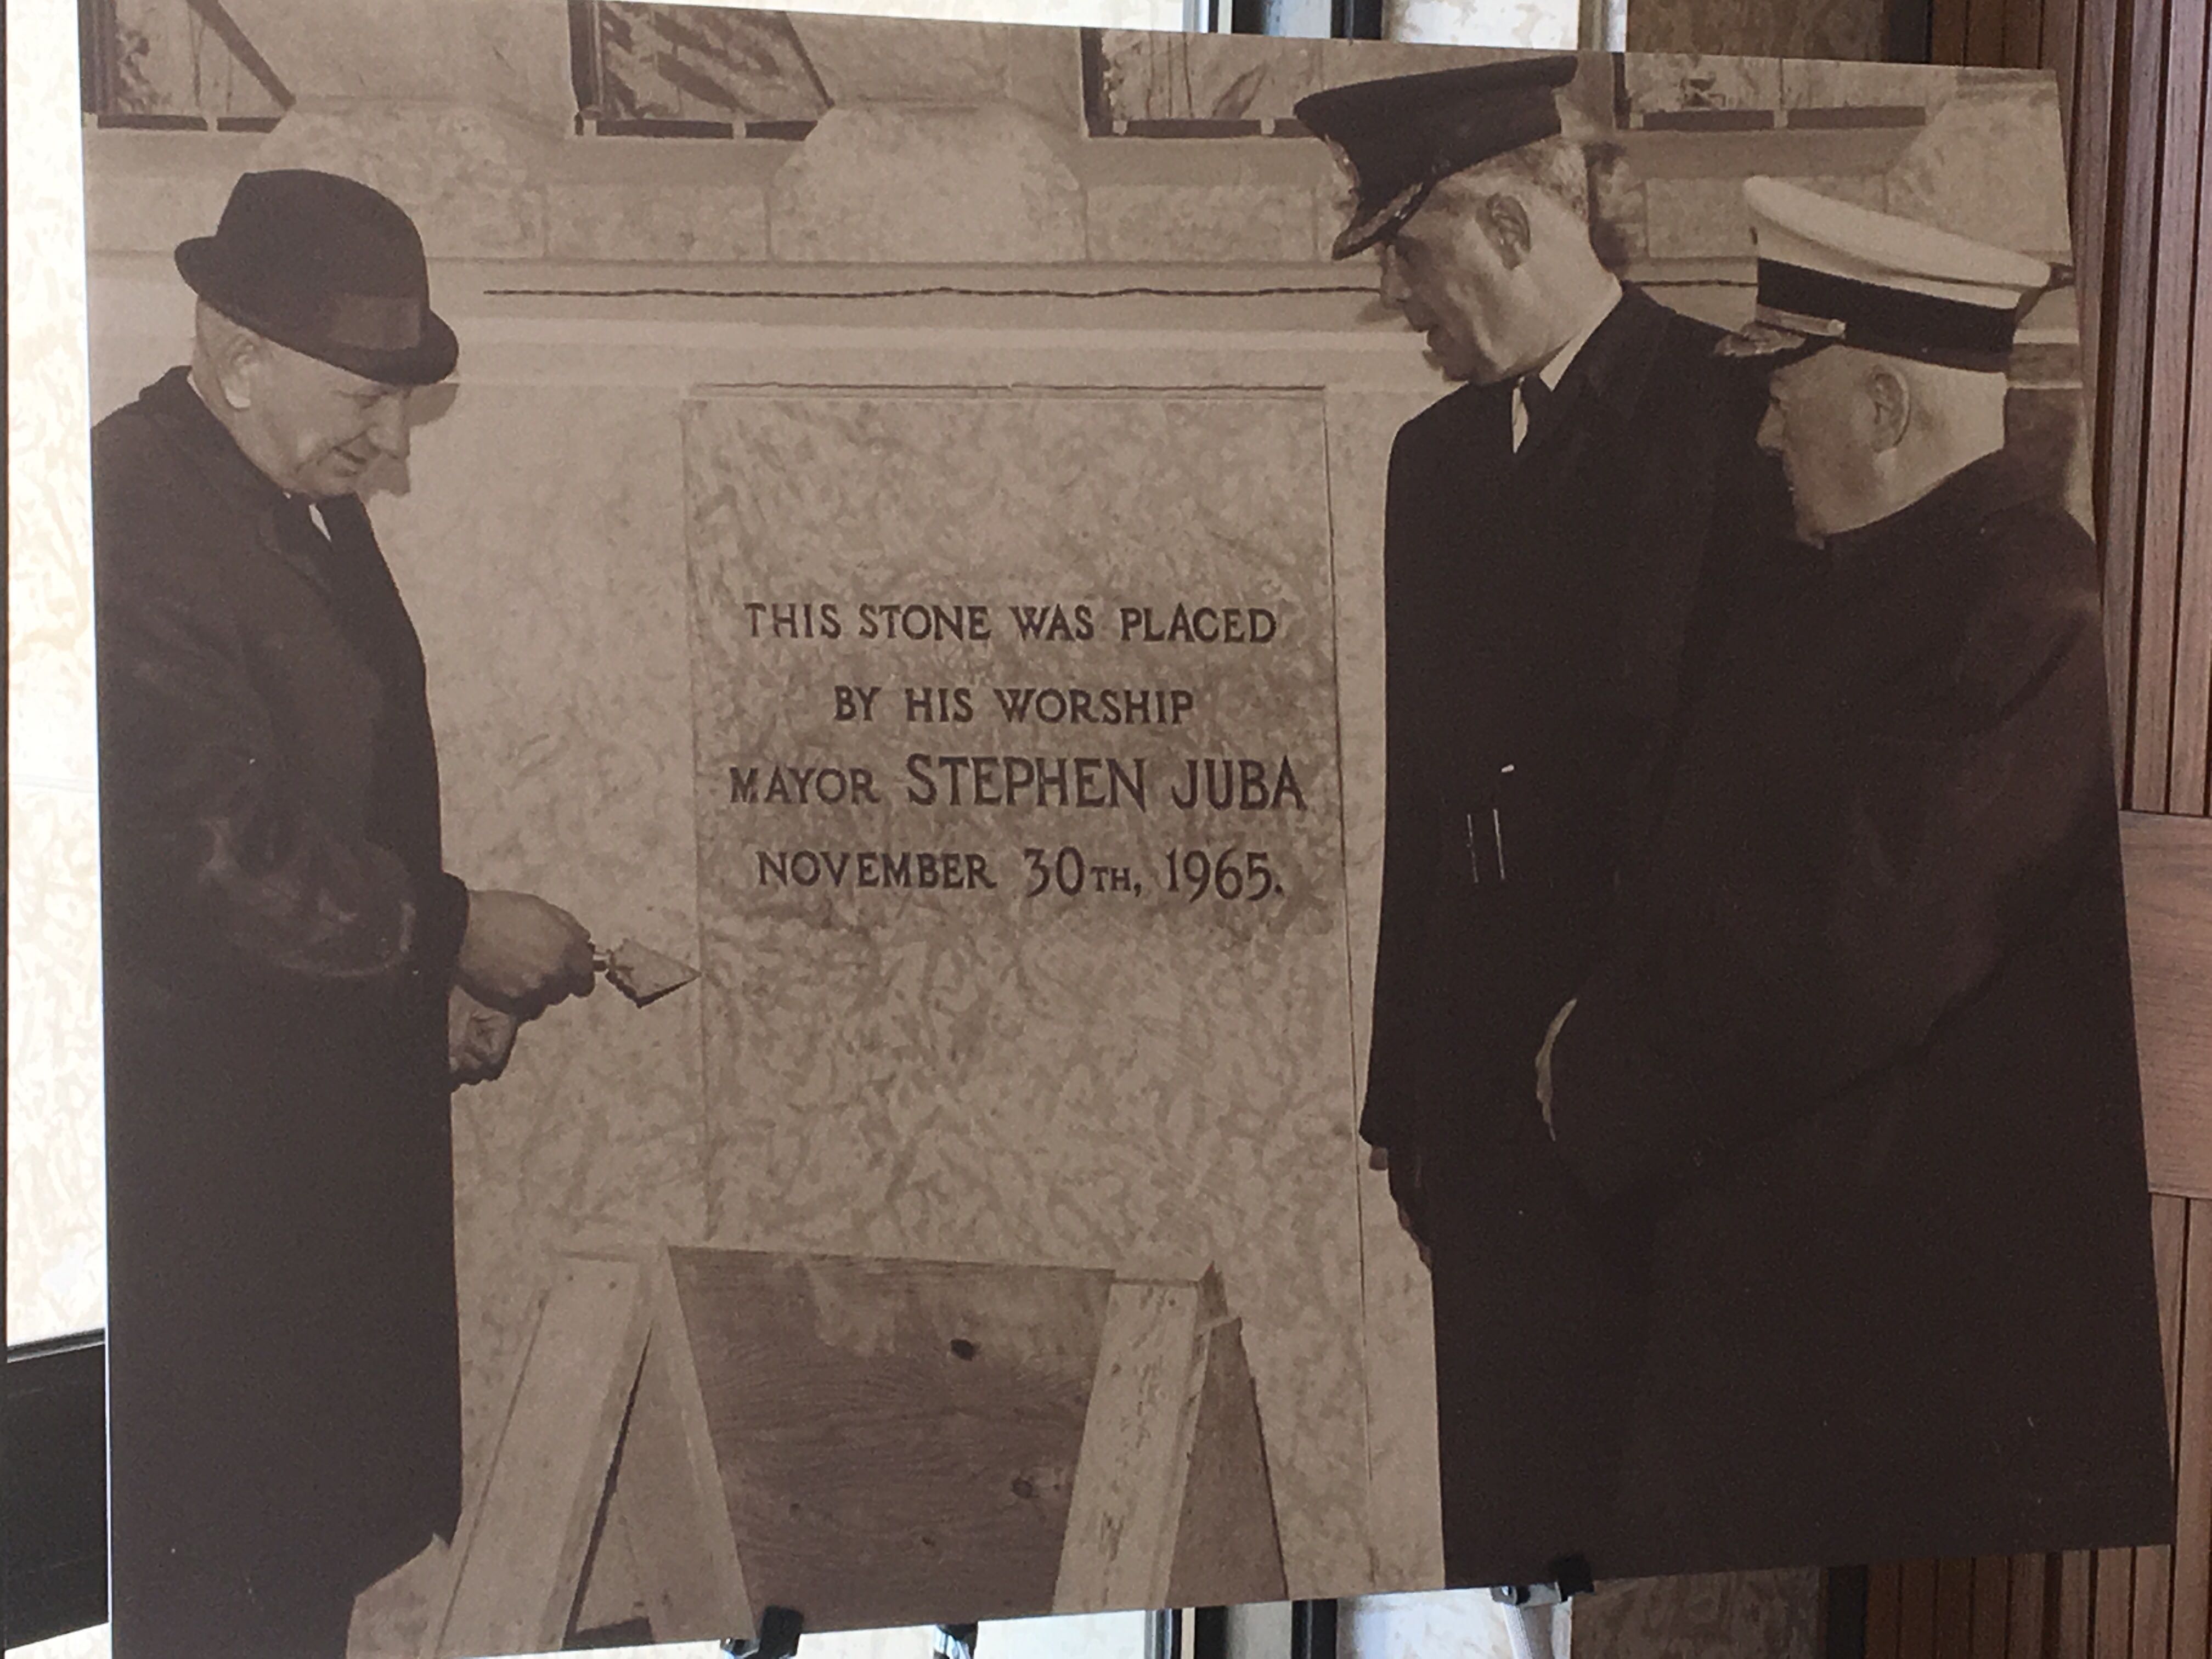 THIS STONE WAS PLACED
BY HIS WORSHIP
MAYOR STEPHEN JUBA
NOVEMBER 30TH, 1965.